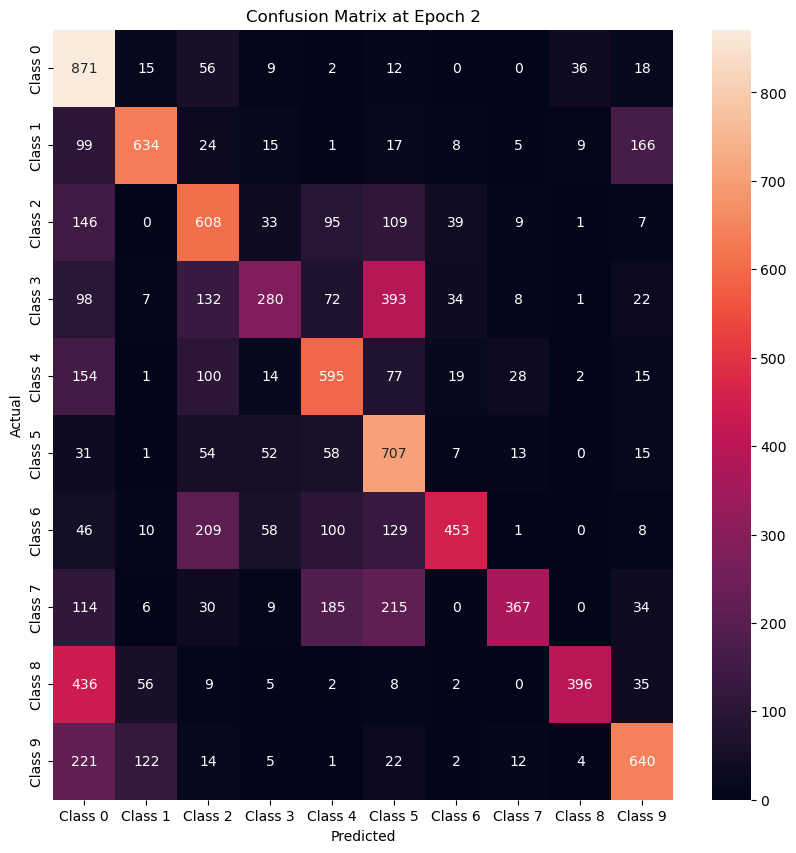 Confusion Matrix at Epoch 2
Class 0 871 15 56 9 2 12 0 0 36 18
Class 1 99 634 24 15 1 17 8 5 9 166
Class 2 146 0 608 33 95 109 39 9 1 7
Class 3 98 7 132 280 72 393 34 8 1 22
Class 4 154 1 100 14 595 77 19 28 2 15
Class 5 31 1 54 52 58 707 7 13 0 15
Class 6 46 10 209 58 100 129 453 1 0 8
Class 7 114 6 30 9 185 215 0 367 0 34
Class 8 436 56 9 5 2 8 2 0 396 35
Class 9 221 122 14 5 1 22 2 12 4 640
Class 0 Class 1 Class 2 Class 3 Class 4 Class 5 Class 6 Class 7 Class 8 Class 9
Predicted
Actual
800
700
600
500
400
300
200
100
0